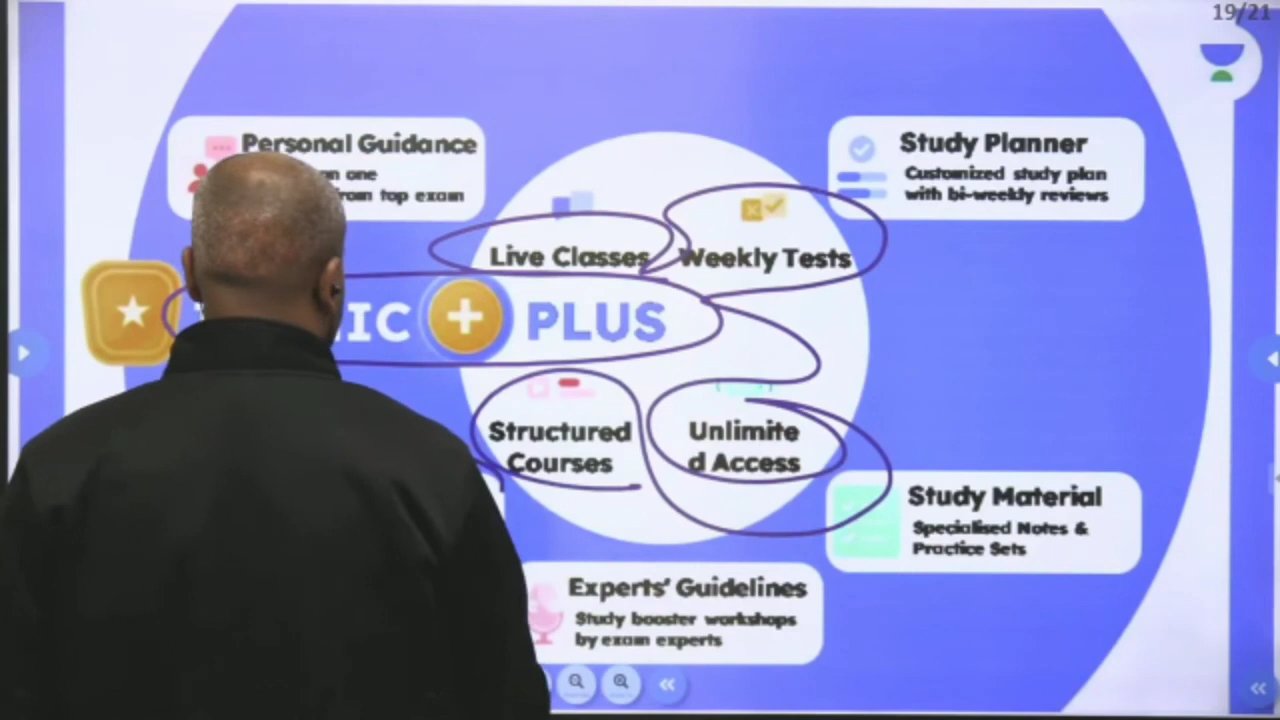 19/21
Personal Guidance
one
from top exam
Study Planner
Customized study plan
with bi-weekly reviews
Live Classes
Weekly Tests
PLUS
Structured
Courses
Unlimite
d Access
Study Material
Specialised Notes &
Practice Sets
Experts' Guidelines
Study booster workshops
by exam experts